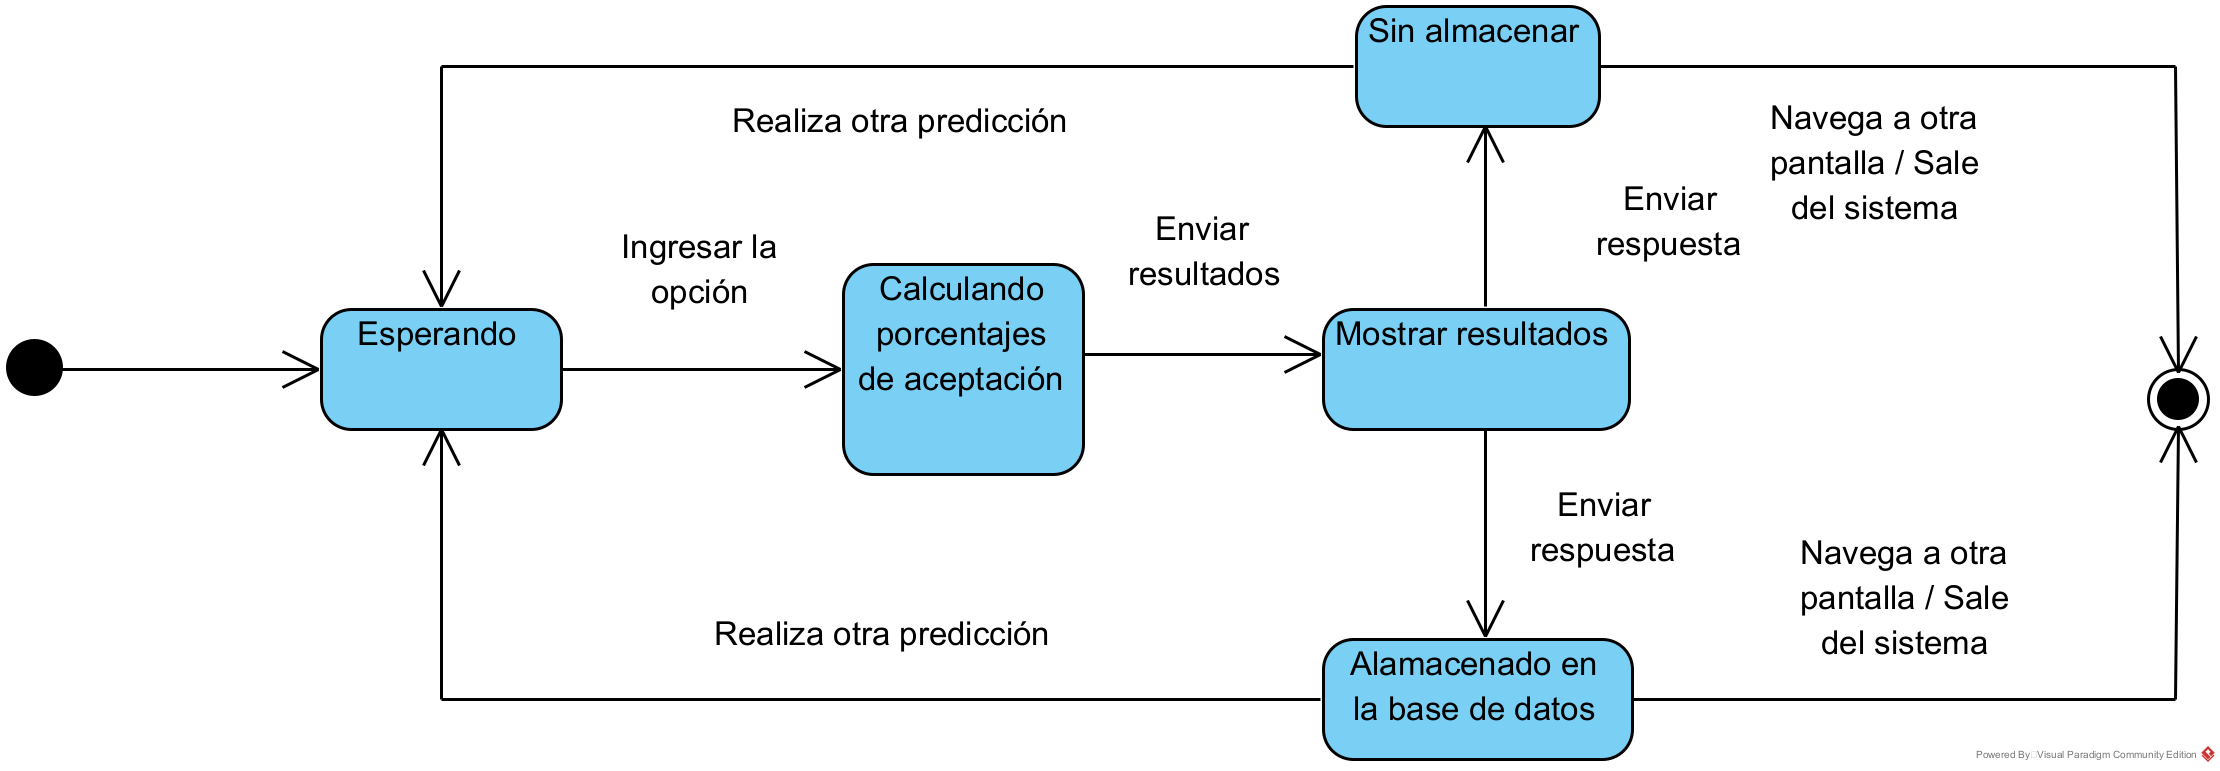 Sin almacenar
Realiza otra predicción
Navega a otra
pantalla / Sale
del sistema
Enviar
respuesta
Ingresar la
opción
Enviar
resultados
Esperando
Calculando
porcentajes
de aceptación
Mostrar resultados
Enviar
respuesta
Realiza otra predicción
Navega a otra
pantalla / Sale
del sistema
Alamacenado en
la base de datos
Powered By Visual Paradigm Community Edition